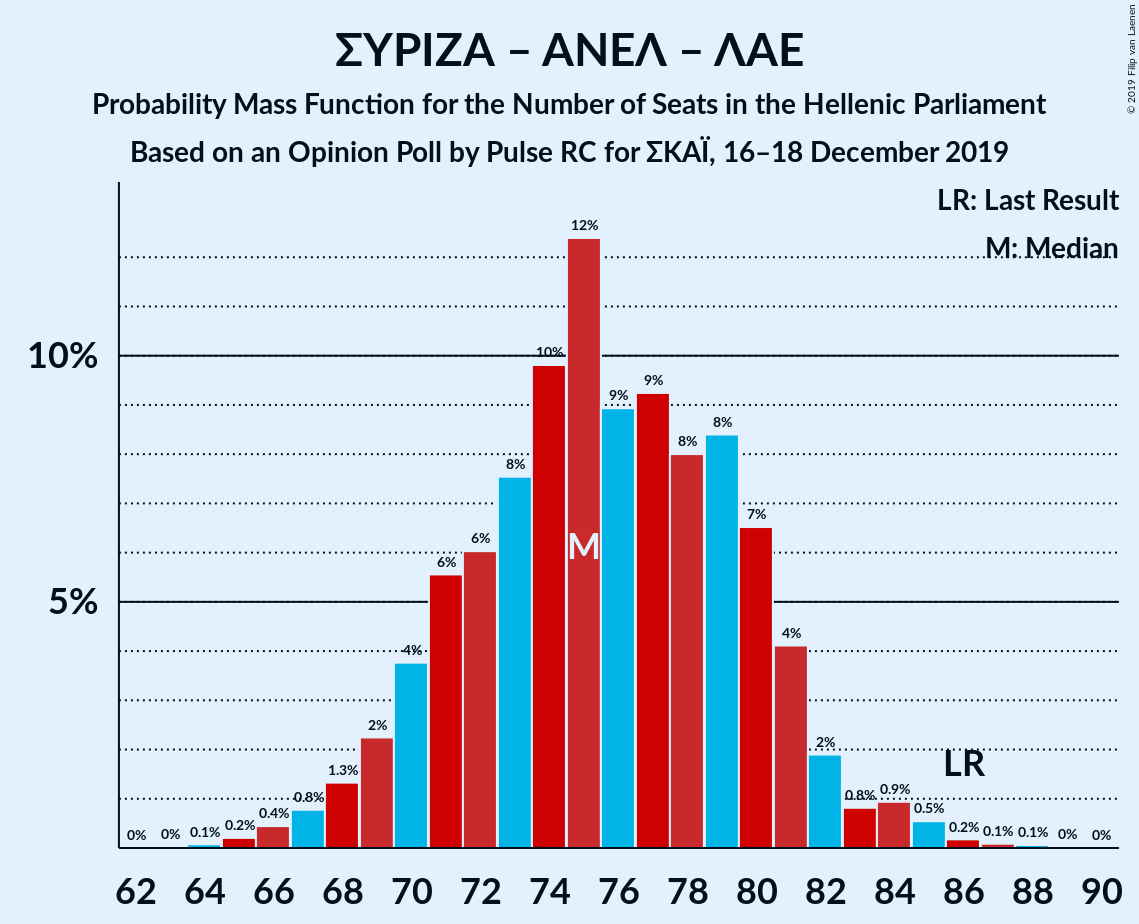 ΣΥΡΙΖΑ – ΑΝΕΛ – ΛΑΕ
Probability Mass Function for the Number of Seats in the Hellenic Parliament
Based on an Opinion Poll by Pulse RC for ΣΚΑΪ, 16–18 December 2019
© 2019 Filip van Laenen
LR: Last Result
M: Median
10%
5%
0% 0% 0.1% 0.2% 0.4% 0.8% 1.3% 2% 4% 6% 6% 8% 10% 12% 9% 9% 8% 8% 7% 4% 2% 0.8% 0.9% 0.5% 0.2% 0.1% 0.1% 0% 0%
M
LR
62 64 66 68 70 72 74 76 78 80 82 84 86 88 90